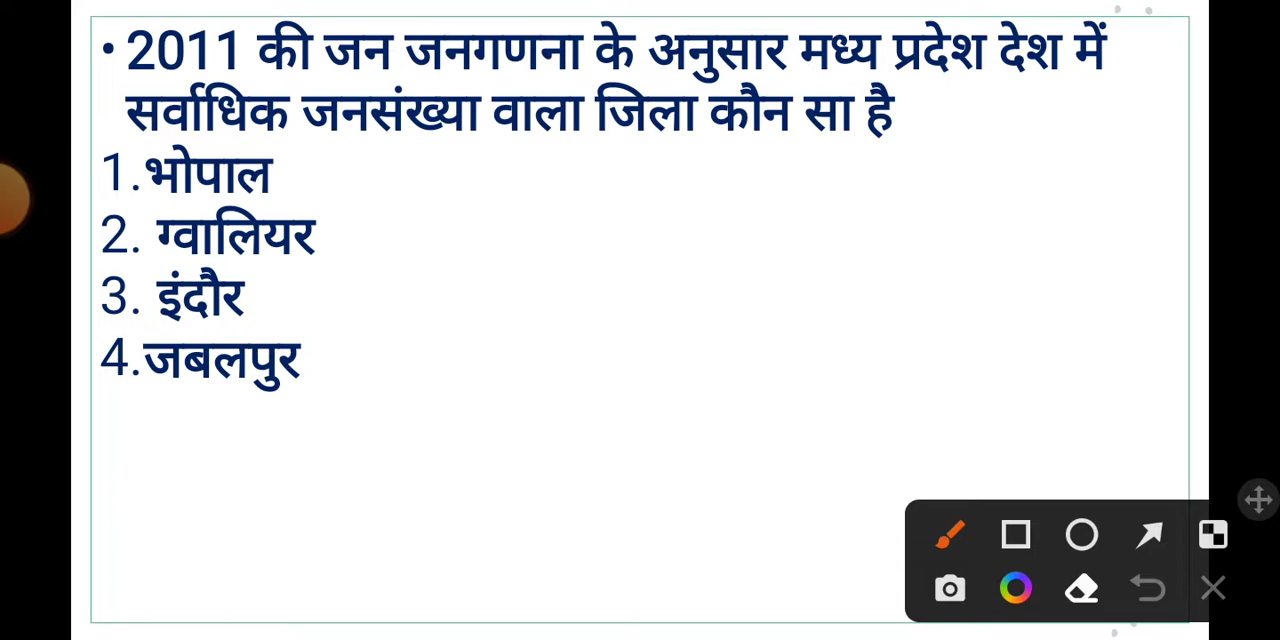 • 2011 की जन जनगणना के अनुसार मध्य प्रदेश देश में
सर्वाधिक जनसंख्या वाला जिला कौन सा है
1.भोपाल
2. ग्वालियर
3. इंदौर
4.जबलपुर